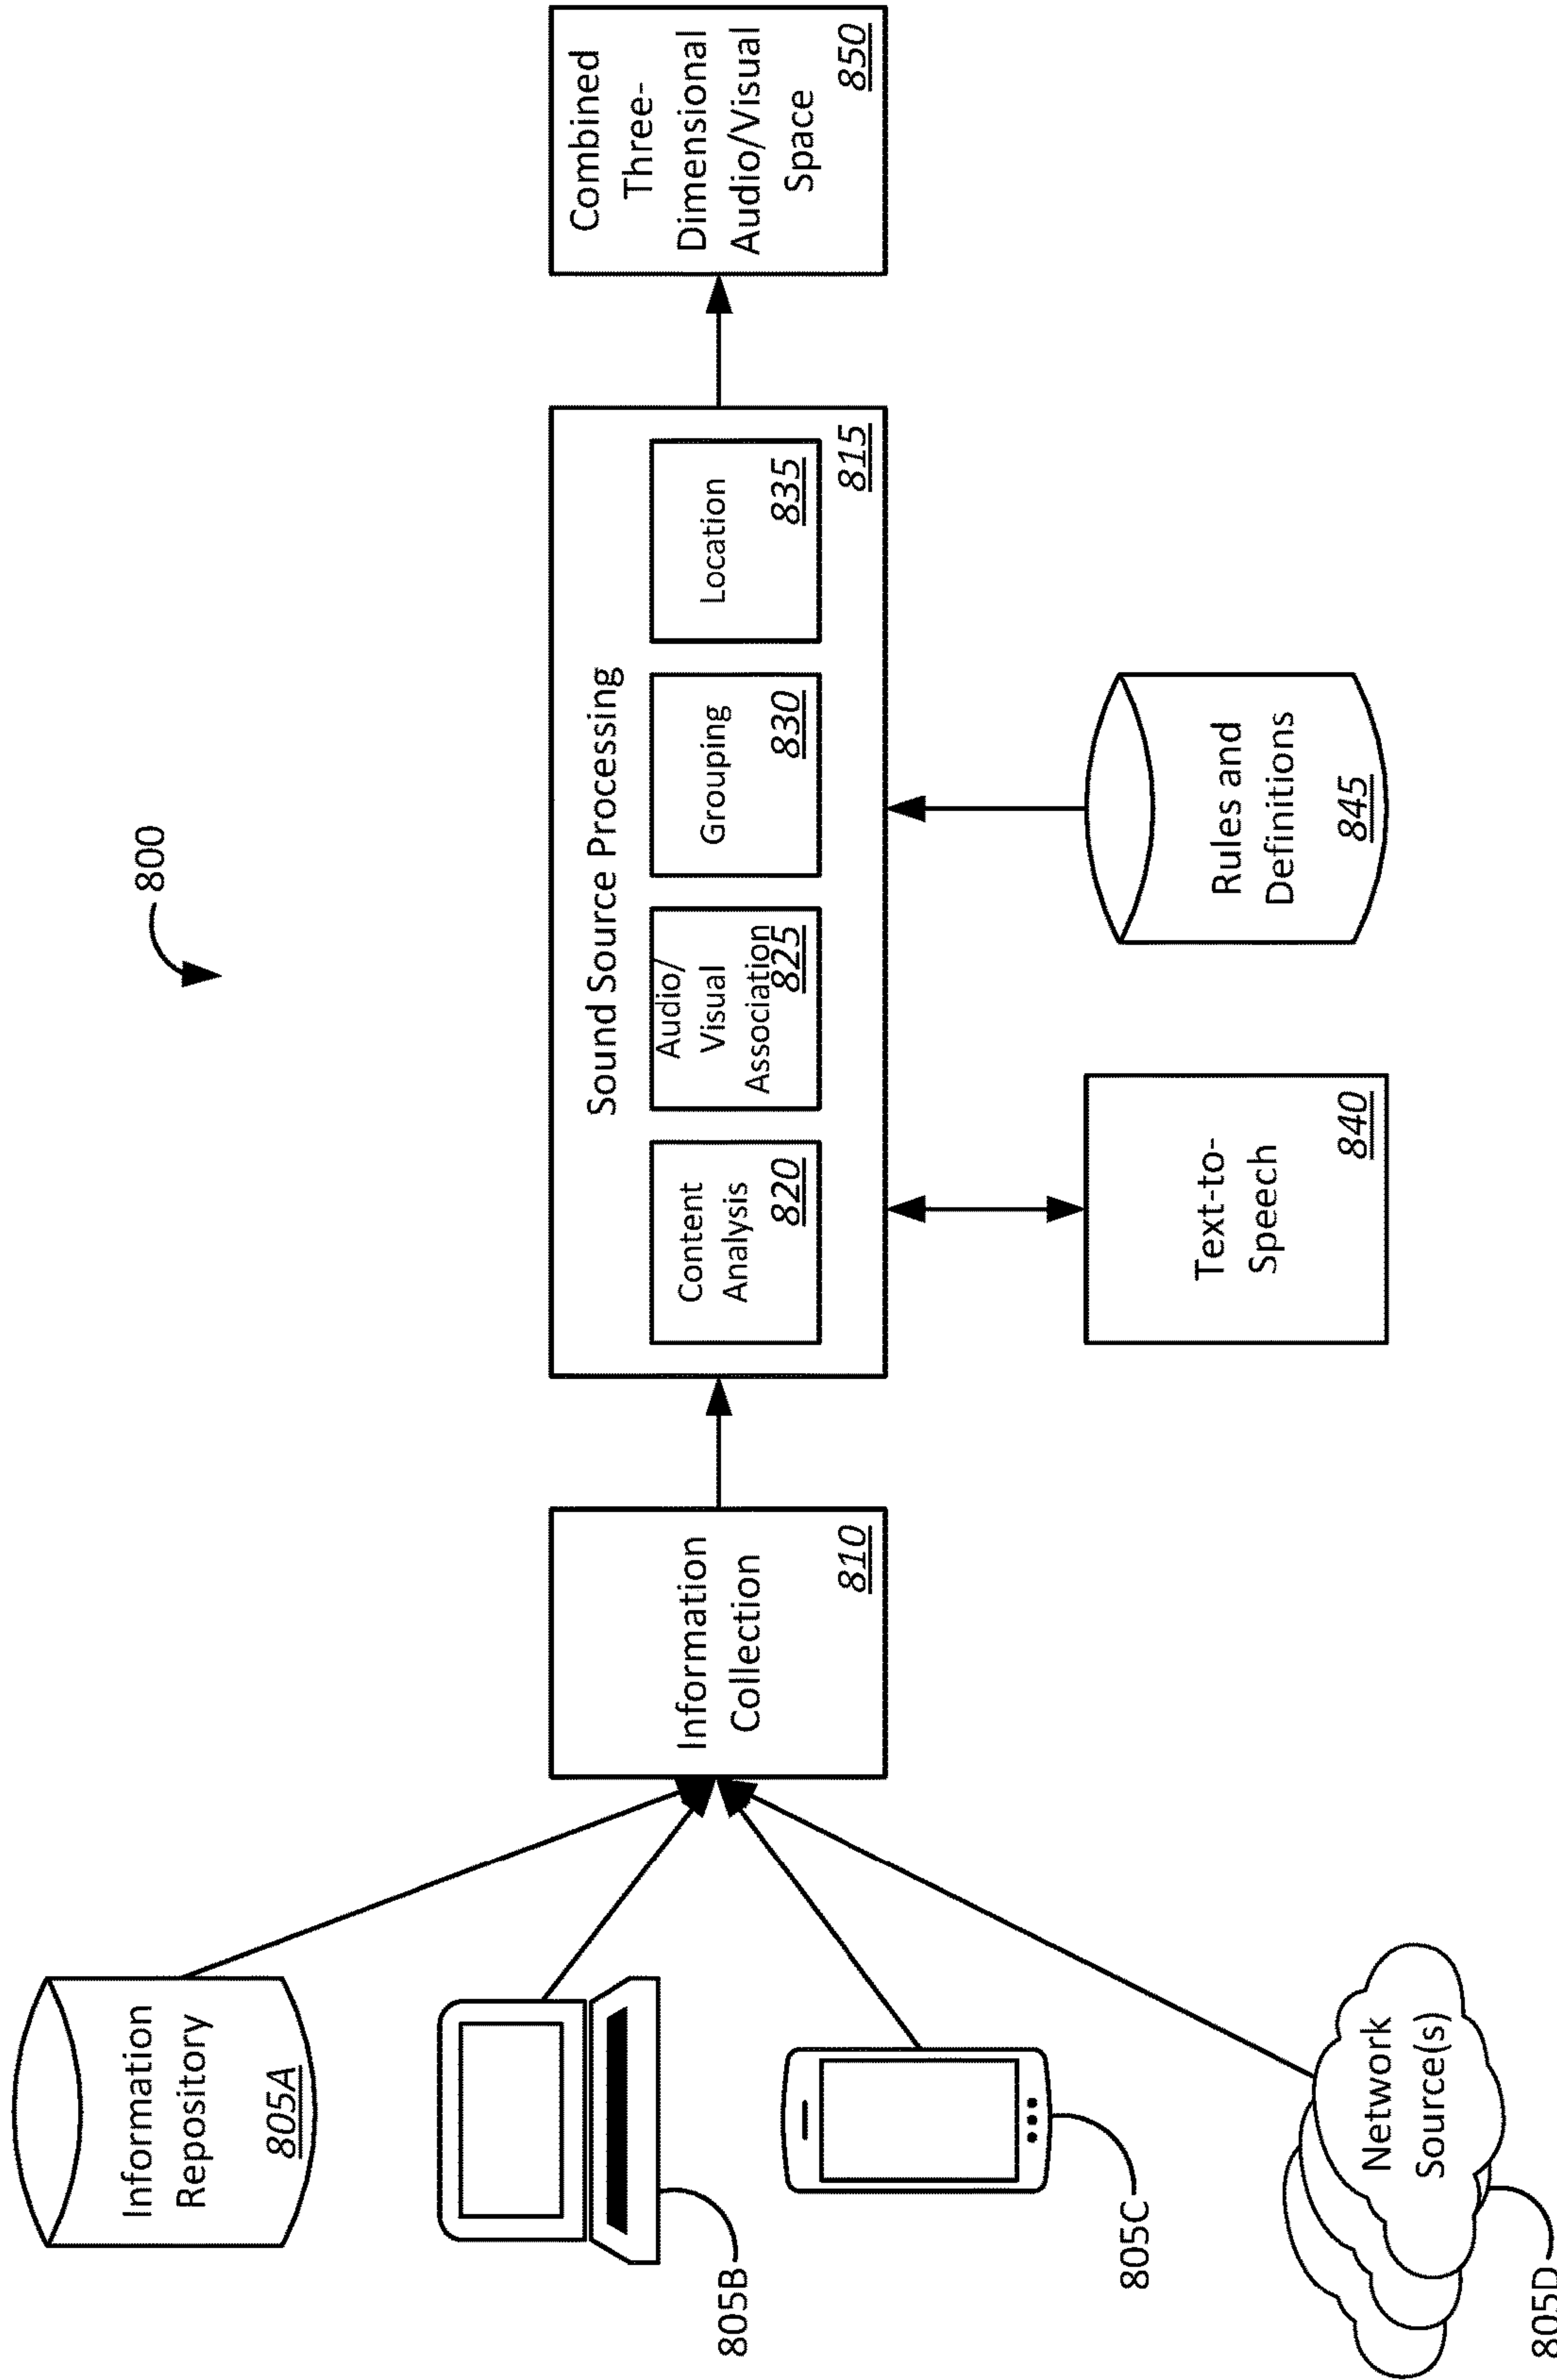 800
Information
Repository
805A
805B
805C
Network
Source(s)
805D
Information
Collection
810
Sound Source Processing
Content
Analysis
820
Audio/
Visual
Association
825
Grouping
830
Location
835
815
Text-to-
Speech
840
Rules and
Definitions
845
Combined
Three-
Dimensional
Audio/Visual
Space
850